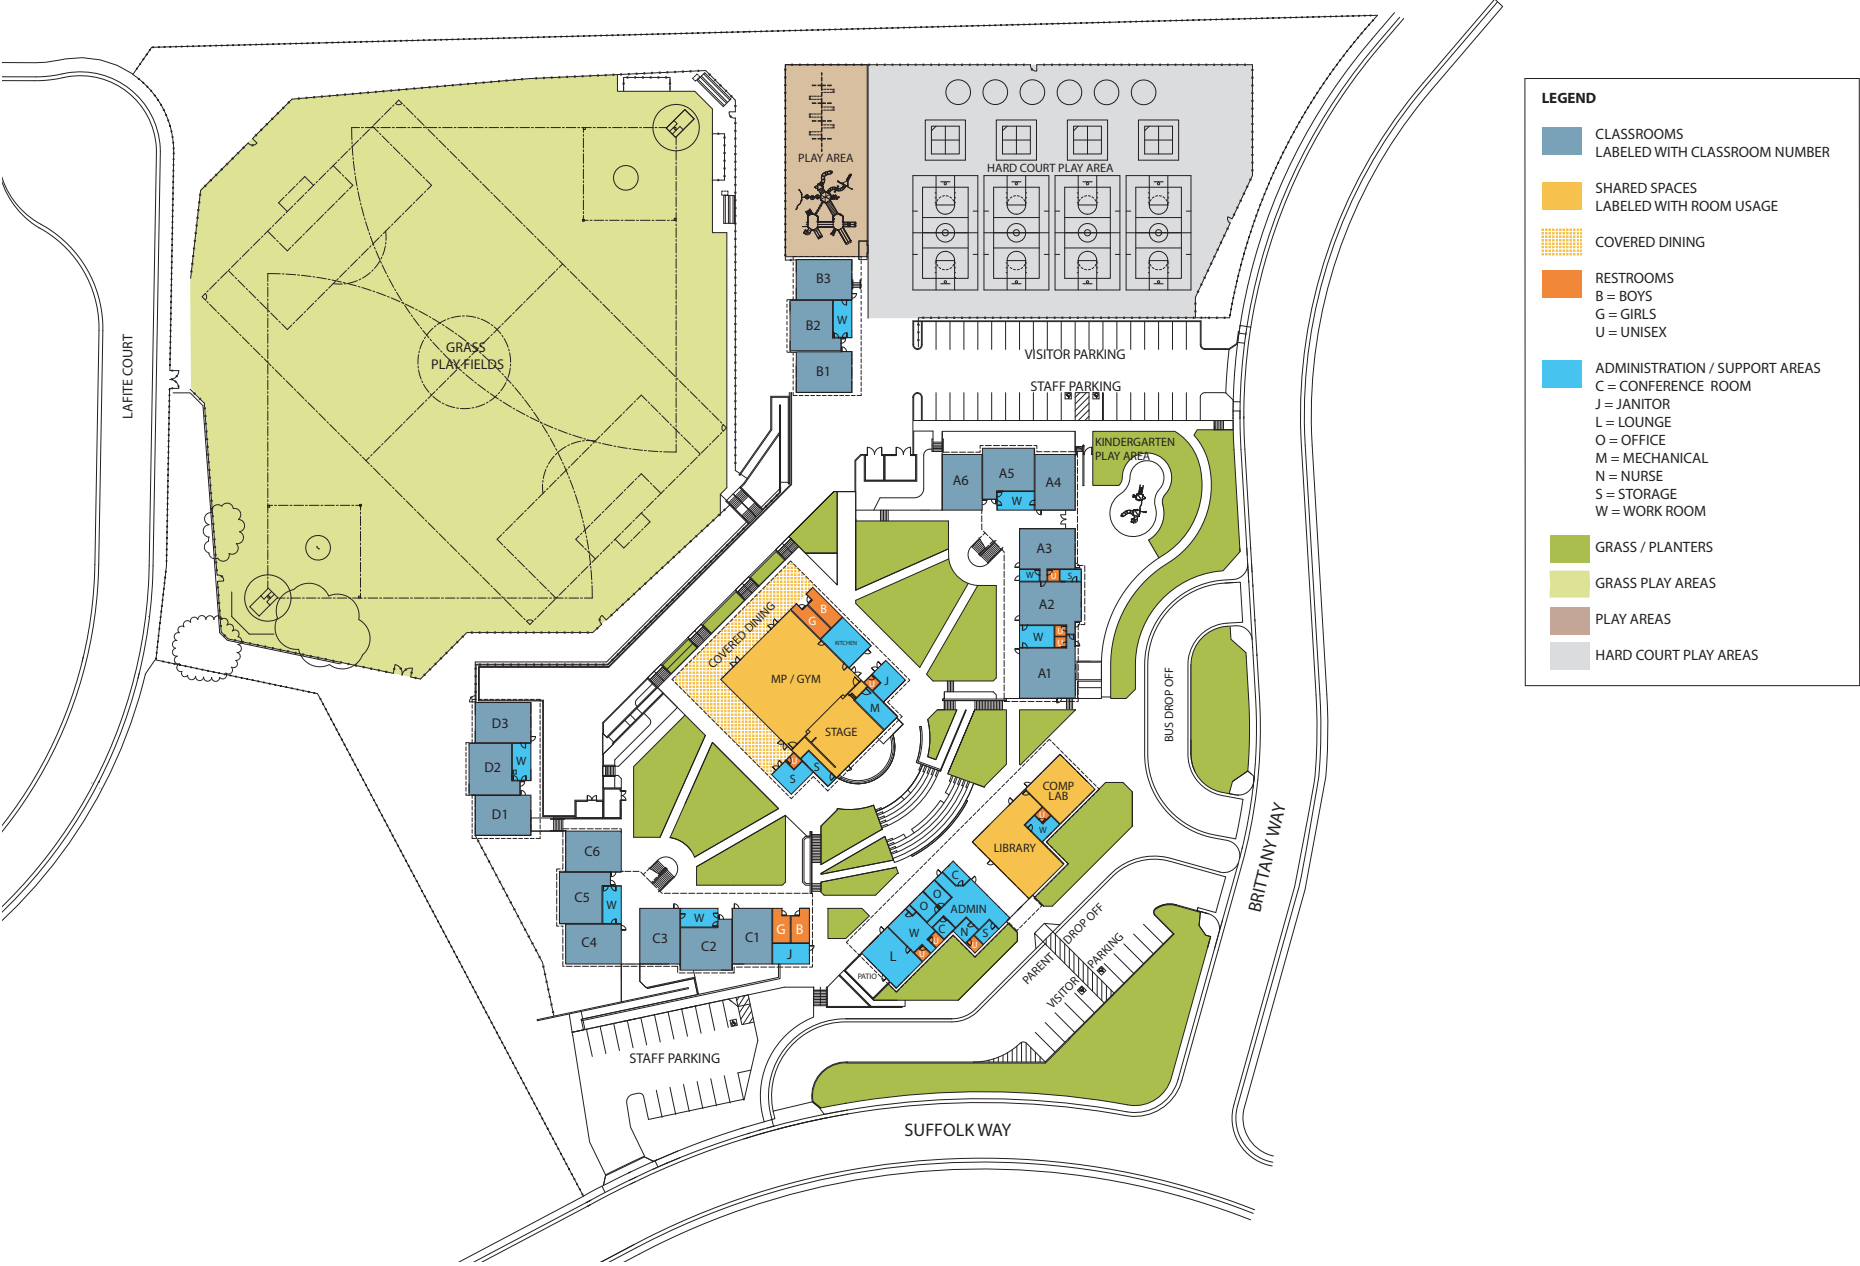 LEGEND
CLASSROOMS
LABELED WITH CLASSROOM NUMBER
SHARED SPACES
LABELED WITH ROOM USAGE
COVERED DINING
RESTROOMS
B = BOYS
G = GIRLS
U = UNISEX
ADMINISTRATION / SUPPORT AREAS
C = CONFERENCE ROOM
J = JANITOR
L = LOUNGE
O = OFFICE
M = MECHANICAL
N = NURSE
S = STORAGE
W = WORK ROOM
GRASS / PLANTERS
GRASS PLAY AREAS
PLAY AREAS
HARD COURT PLAY AREAS
PLAY AREA
HARD COURT PLAY AREA
B3
W
B2
B1
GRASS
PLAY FIELDS
LAFITE COURT
VISITOR PARKING
STAFF PARKING
KINDERGARTEN
PLAY AREA
A6
A5
A4
W
A3
W
U
S
A2
W
U
U
A1
COVERED DINING
B
G
KITCHEN
MP / GYM
U
J
M
STAGE
U
S
S
BUS DROP OFF
BRITTANY WAY
D3
D2
W
D1
C6
C5
W
C4
C3
W
C2
C1
G
B
J
COMP
LAB
U
W
LIBRARY
C
O
O
ADMIN
W
C
N
S
U
U
U
L
PATIO
PARENT DROP OFF
VISITOR PARKING
STAFF PARKING
SUFFOLK WAY